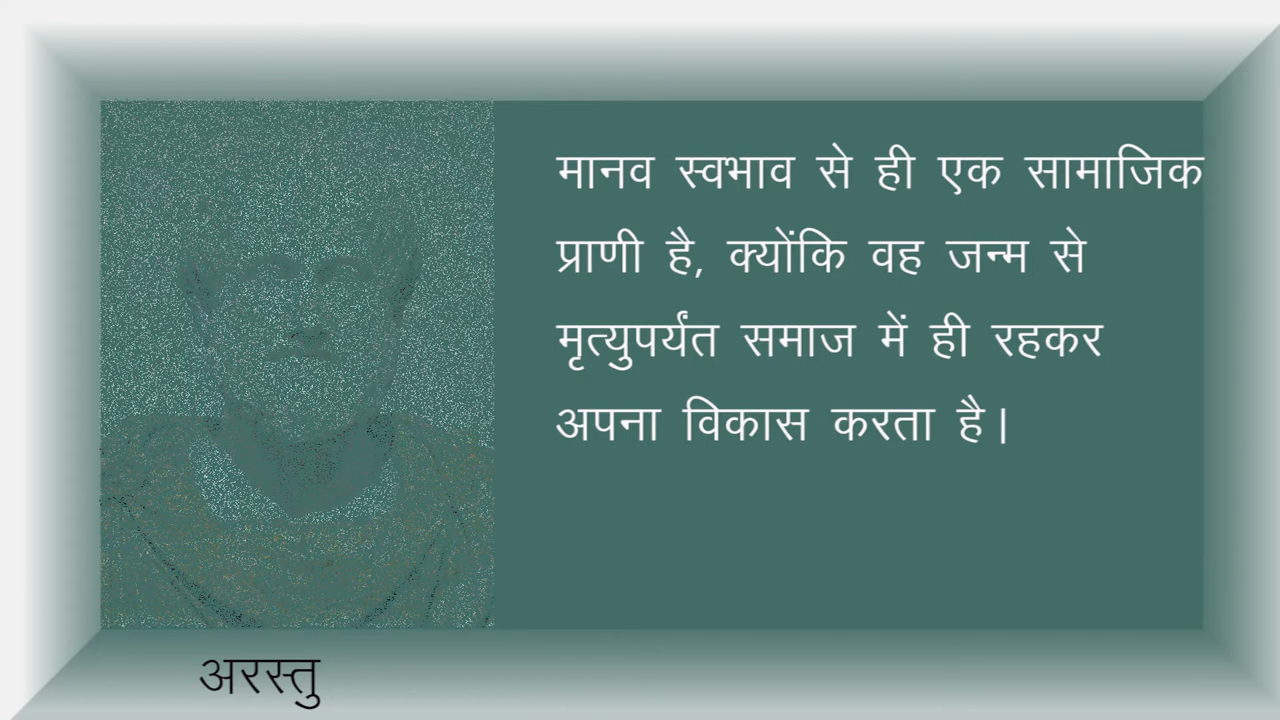 मानव स्वभाव से ही एक सामाजिक
प्राणी है, क्योंकि वह जन्म से
मृत्युपर्यंत समाज में ही रहकर
अपना विकास करता है।
अरस्तु